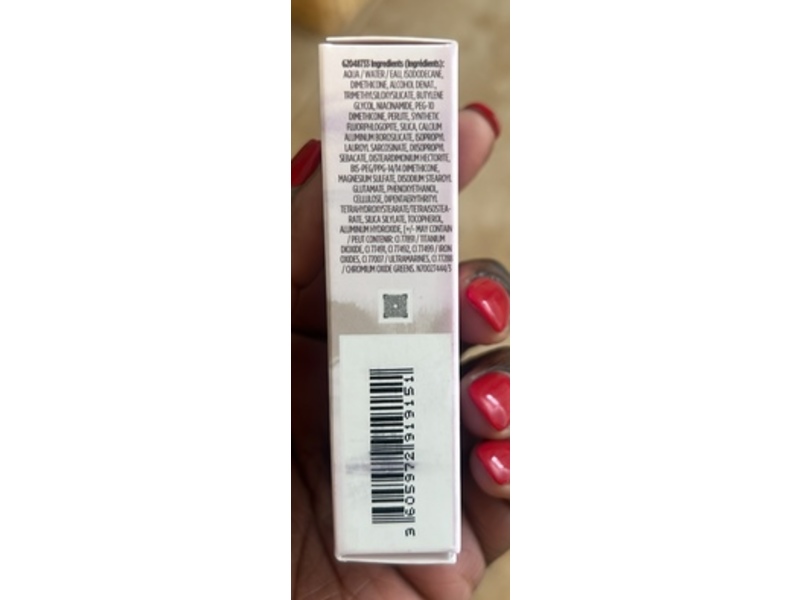 G2048733 Ingredients (Ingrédients):
AQUA / WATER / EAU, ISODODECANE,
DIMETHICONE, ALCOHOL DENAT.,
TRIMETHYLSILOXYSILICATE, BUTYLENE
GLYCOL, NIACINAMIDE, PEG-10
DIMETHICONE, PERLITE, SYNTHETIC
FLUORPHLOGOPITE, SILICA, CALCIUM
ALUMINUM BOROSILICATE, ISOPROPYL
LAUROYL SARCOSINATE, DIISOPROPYL
SEBACATE, DISTEARDIMONIUM HECTORITE,
BIS-PEG/PPG-14/14 DIMETHICONE,
MAGNESIUM SULFATE, DISODIUM STEAROYL
GLUTAMATE, PHENOXYETHANOL,
CELLULOSE, DIPENTAERYTHRITYL
TETRAHYDROXYSTEARATE/TETRAISOSTEA-
RATE, SILICA SILYLATE, TOCOPHEROL,
ALUMINUM HYDROXIDE, [+/- MAY CONTAIN
/ PEUT CONTENIR: CI 77891 / TITANIUM
DIOXIDE, CI 77491, CI 77492, CI 77499 / IRON
OXIDES, CI 77007 / ULTRAMARINES, CI 77288
/ CHROMIUM OXIDE GREENS. N70027444/3
3 605972 919151